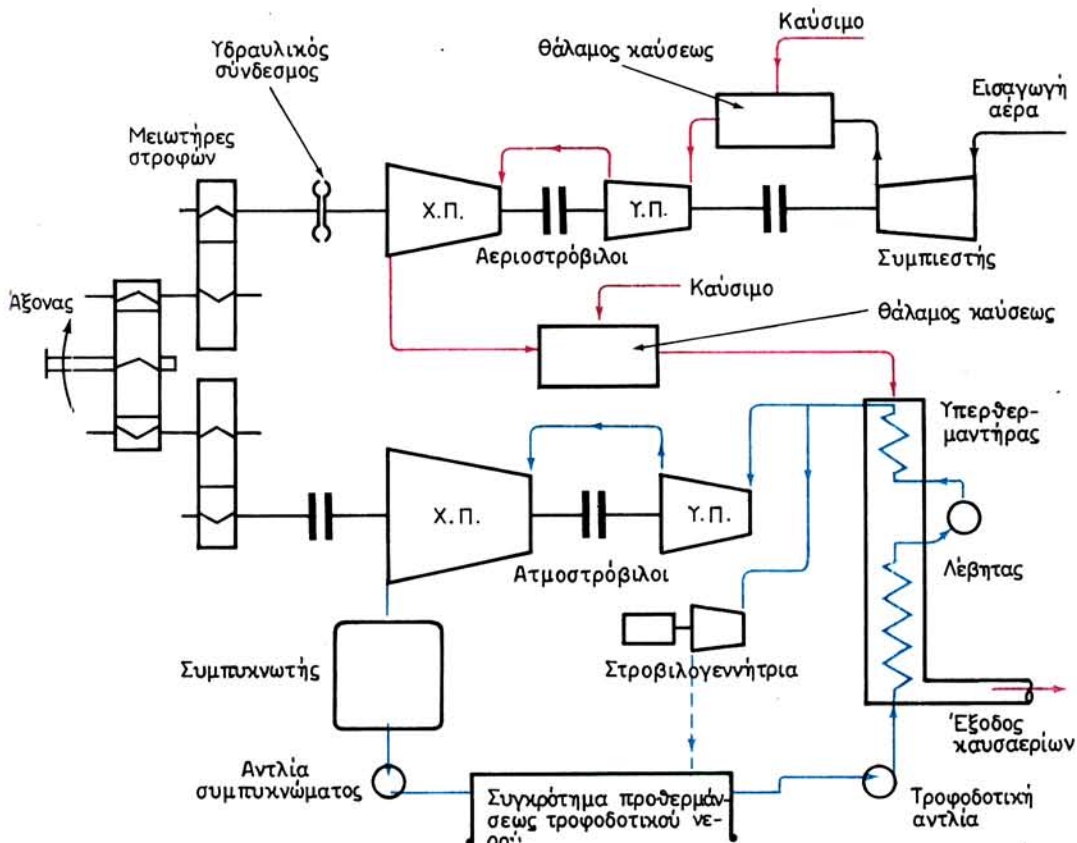 Καύσιμο
Υδραυλικός
σύνδεσμος
θάλαμος καύσεως
Εισαγωγή
αέρα
Μειωτήρες
στροφών
Χ.Π.
Υ.Π.
Αεριοστρόβιλοι
Συμπιεστής
Άξονας
Καύσιμο
θάλαμος καύσεως
Υπερθερ-
μαντήρας
Χ.Π.
Υ.Π.
Ατμοστρόβιλοι
Λέβητας
Συμπυκνωτής
Στροβιλογεννήτρια
Έξοδος
καυσαερίων
Αντλία
συμπυκνώματος
Συγκρότημα προθερμάν-
σεως τροφοδοτικού νε-
ρού
Τροφοδοτική
αντλία